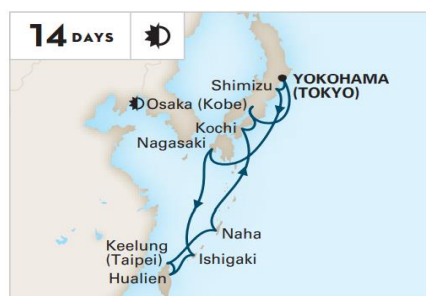 14 DAYS
Shimizu
YOKOHAMA
(TOKYO)
Osaka (Kobe)
Kochi
Nagasaki
Naha
Keelung
(Taipei)
Ishigaki
Hualien